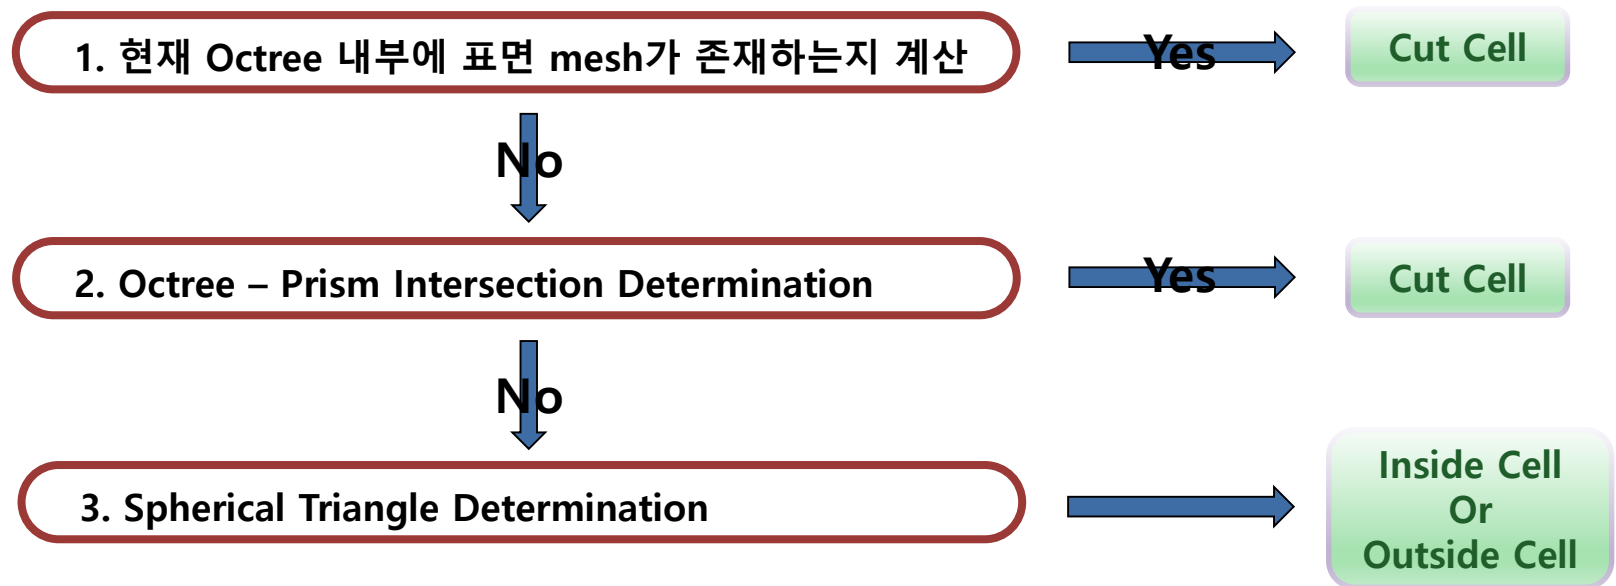 1. 현재 Octree 내부에 표면 mesh가 존재하는지 계산
Yes
Cut Cell
No
2. Octree – Prism Intersection Determination
Yes
Cut Cell
No
3. Spherical Triangle Determination
Inside Cell
Or
Outside Cell